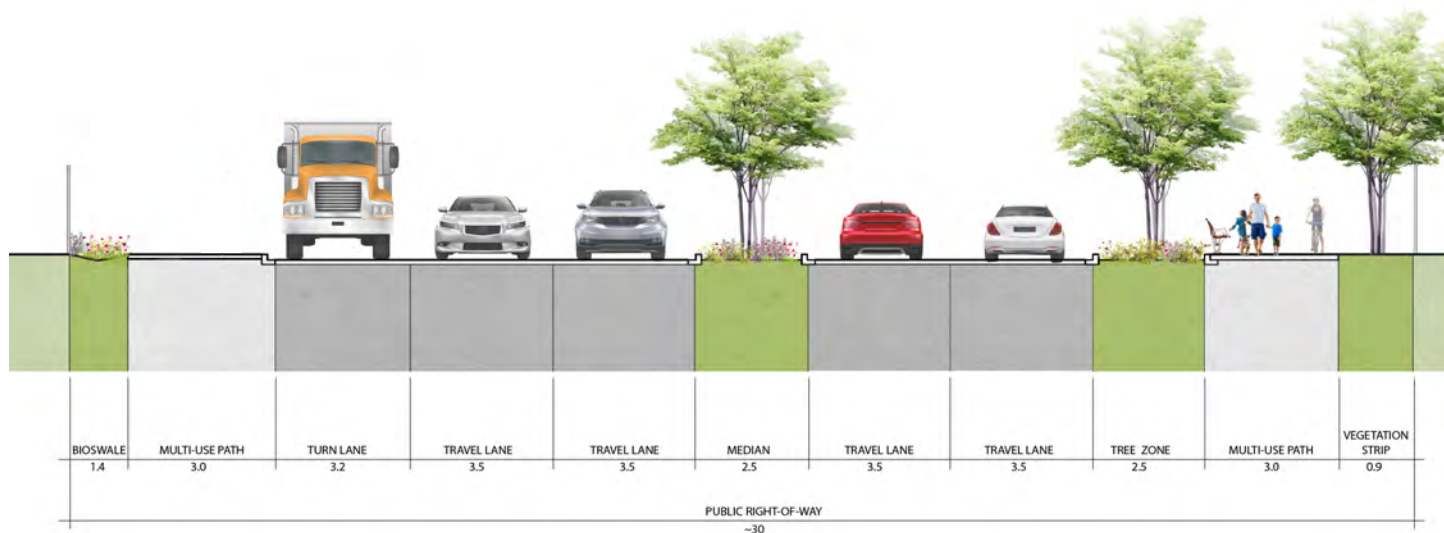 BIOSWALE
1.4
MULTI-USE PATH
3.0
TURN LANE
3.2
TRAVEL LANE
3.5
TRAVEL LANE
3.5
MEDIAN
2.5
TRAVEL LANE
3.5
TRAVEL LANE
3.5
TREE ZONE
2.5
MULTI-USE PATH
3.0
VEGETATION
STRIP
0.9
PUBLIC RIGHT-OF-WAY
~30